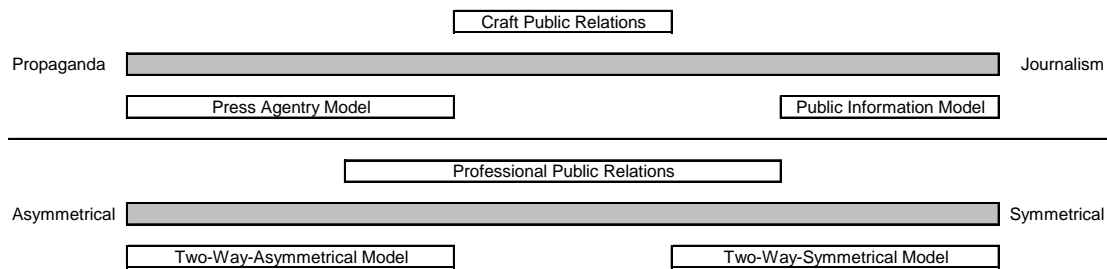 Craft Public Relations
Propaganda Journalism
Press Agentry Model Public Information Model
Professional Public Relations
Asymmetrical Symmetrical
Two-Way-Asymmetrical Model Two-Way-Symmetrical Model